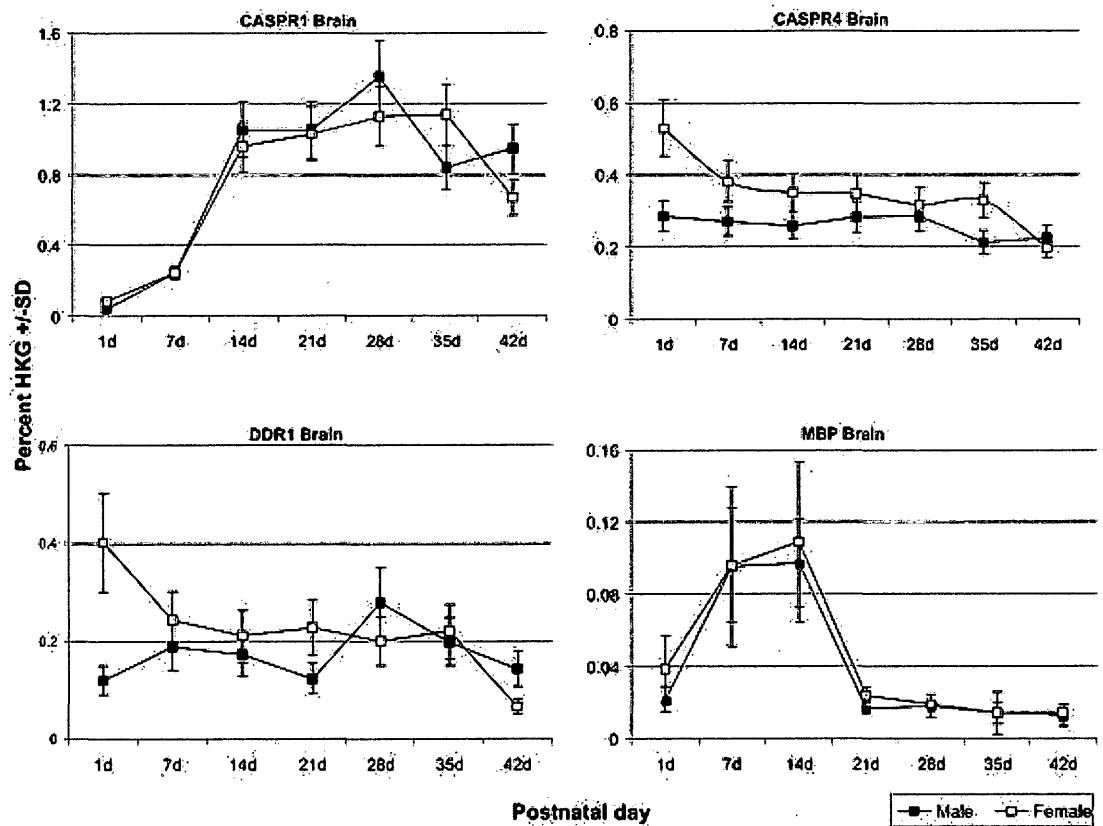 CASPR1 Brain
1.6
1.2
0.8
0.4
0
1d 7d 14d 21d 28d 35d 42d
CASPR4 Brain
0.8
0.6
0.4
0.2
0
1d 7d 14d 21d 28d 35d 42d
Percent HKG +/-SD
DDR1 Brain
0.6
0.4
0.2
0
1d 7d 14d 21d 28d 35d 42d
MBP Brain
0.16
0.12
0.08
0.04
0
1d 7d 14d 21d 28d 35d 42d
Postnatal day
Male Female